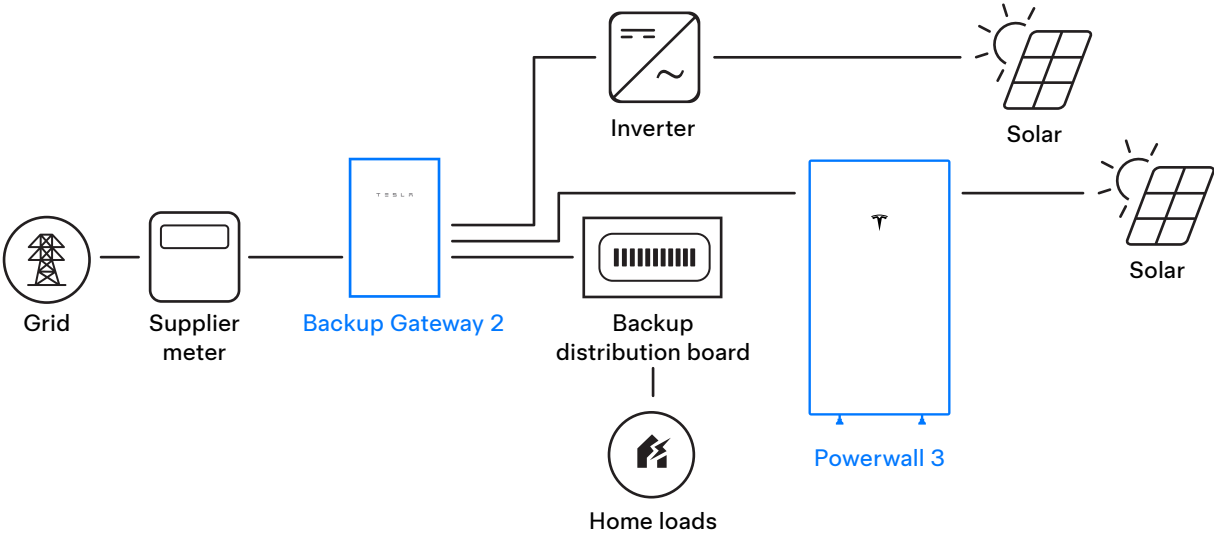 Inverter
Solar
TESLA
Solar
Grid
Supplier
meter
Backup Gateway 2
Backup
distribution board
Powerwall 3
Home loads